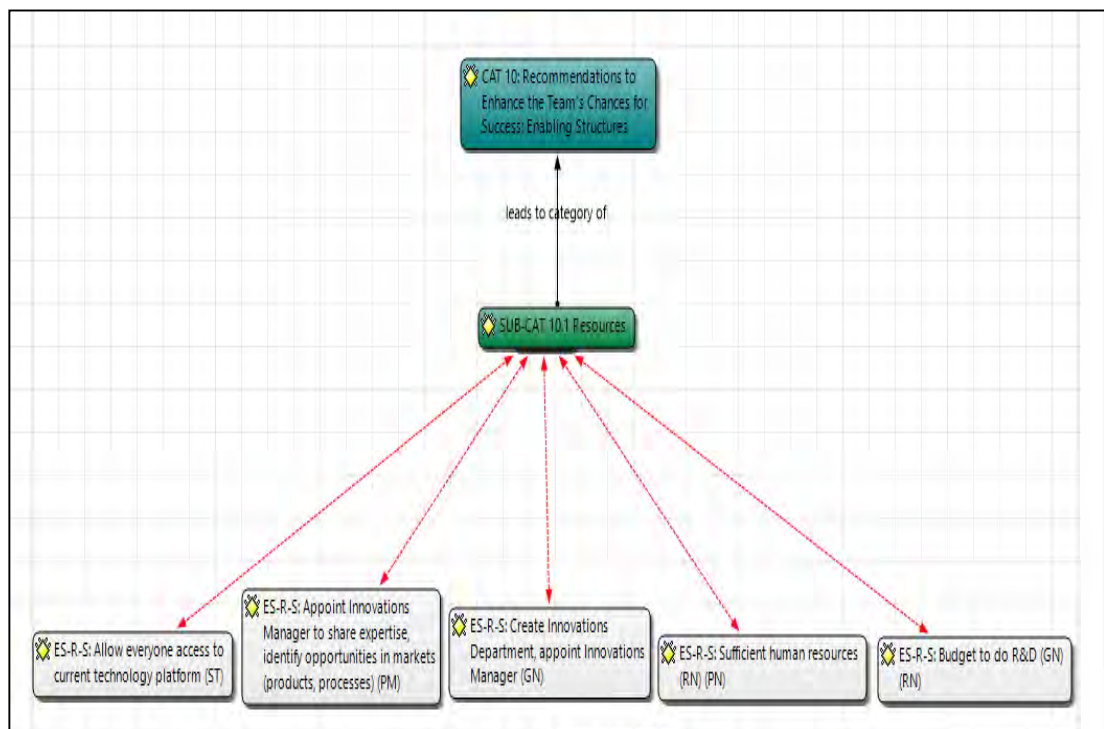 CAT 10: Recommendations to
Enhance the Team's Chances for
Success: Enabling Structures
leads to category of
SUB-CAT 10.1 Resources
ES-R-S: Allow everyone access to
current technology platform (ST)
ES-R-S: Appoint Innovations
Manager to share expertise,
identify opportunities in markets
(products, processes) (PM)
ES-R-S: Create Innovations
Department, appoint Innovations
Manager (GN)
ES-R-S: Sufficient human resources
(RN) (PN)
ES-R-S: Budget to do R&D (GN)
(RN)